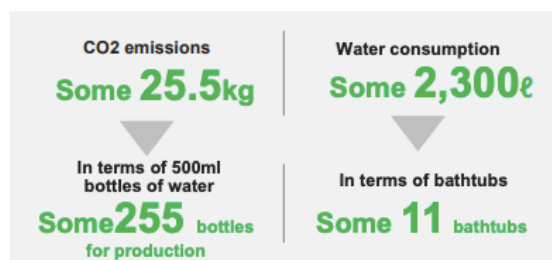 CO2 emissions
Some 25.5kg
In terms of 500ml
bottles of water
Some255 bottles
for production
Water consumption
Some 2,300ℓ
In terms of bathtubs
Some 11 bathtubs